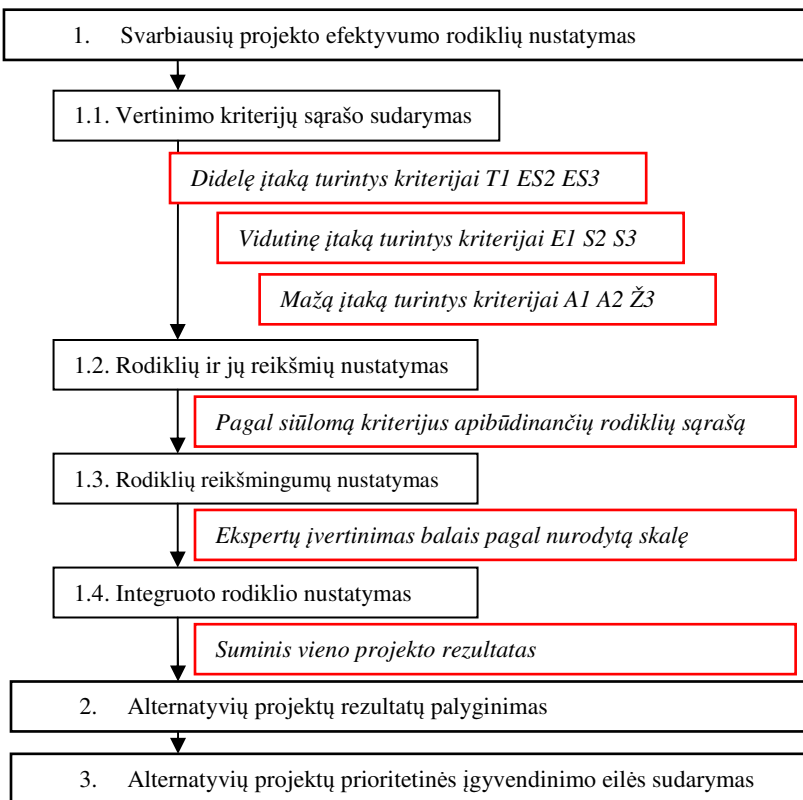 1. Svarbiausių projekto efektyvumo rodiklių nustatymas
1.1. Vertinimo kriterijų sąrašo sudarymas
Didelę įtaką turintys kriterijai T1 ES2 ES3
Vidutinę įtaką turintys kriterijai E1 S2 S3
Mažą įtaką turintys kriterijai A1 A2 Ž3
1.2. Rodiklių ir jų reikšmių nustatymas
Pagal siūlomą kriterijus apibūdinančių rodiklių sąrašą
1.3. Rodiklių reikšmingumų nustatymas
Ekspertų įvertinimas balais pagal nurodytą skalę
1.4. Integruoto rodiklio nustatymas
Suminis vieno projekto rezultatas
2. Alternatyvių projektų rezultatų palyginimas
3. Alternatyvių projektų prioritetinės įgyvendinimo eilės sudarymas